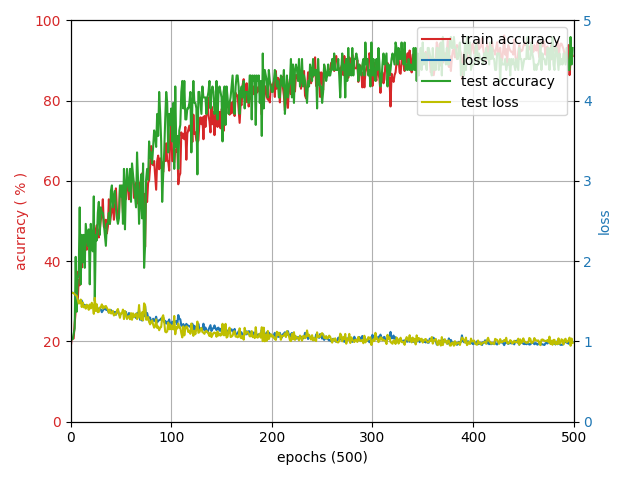 100
80
60
40
20
0
acurracy ( % )
5
4
3
2
1
0
loss
train accuracy
loss
test accuracy
test loss
0 100 200 300 400 500
epochs (500)